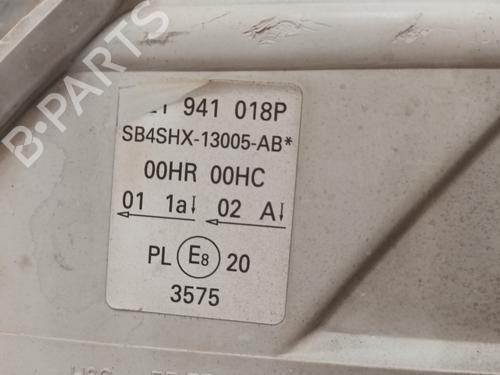 B-PARTS
941 018P
SB4SHX-13005-AB*
00HR 00HC
01 1a 02 A
PL E8 20
3575